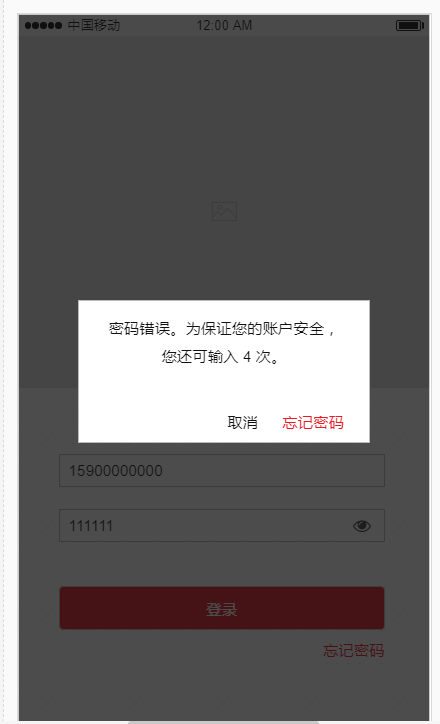 中国移动 12:00 AM
密码错误。为保证您的账户安全，
您还可输入 4 次。
取消 忘记密码
15900000000
111111
登录
忘记密码